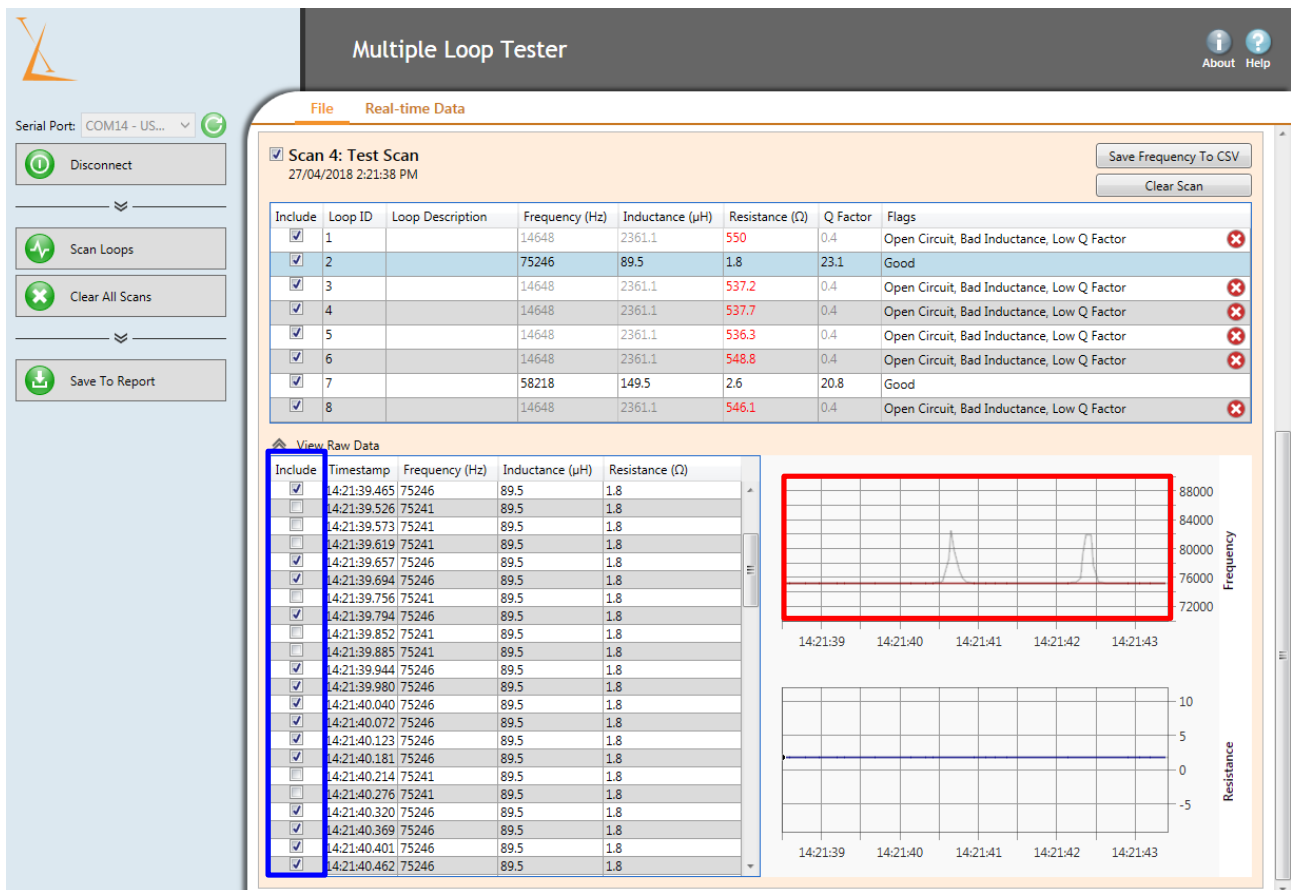 Multiple Loop Tester
About Help
File Real-time Data
Serial Port: COM14 - US...
Disconnect
Scan Loops
Clear All Scans
Save To Report
Scan 4: Test Scan
27/04/2018 2:21:38 PM
Save Frequency To CSV
Clear Scan
Include Loop ID Loop Description Frequency (Hz) Inductance (µH) Resistance (Ω) Q Factor Flags
1 14648 2361.1 550 0.4 Open Circuit, Bad Inductance, Low Q Factor
2 75246 89.5 1.8 23.1 Good
3 14648 2361.1 537.2 0.4 Open Circuit, Bad Inductance, Low Q Factor
4 14648 2361.1 537.7 0.4 Open Circuit, Bad Inductance, Low Q Factor
5 14648 2361.1 536.3 0.4 Open Circuit, Bad Inductance, Low Q Factor
6 14648 2361.1 548.8 0.4 Open Circuit, Bad Inductance, Low Q Factor
7 58218 149.5 2.6 20.8 Good
8 14648 2361.1 546.1 0.4 Open Circuit, Bad Inductance, Low Q Factor
View Raw Data
Include Timestamp Frequency (Hz) Inductance (µH) Resistance (Ω)
14:21:39.465 75246 89.5 1.8
14:21:39.526 75241 89.5 1.8
14:21:39.573 75241 89.5 1.8
14:21:39.619 75241 89.5 1.8
14:21:39.657 75246 89.5 1.8
14:21:39.694 75246 89.5 1.8
14:21:39.756 75241 89.5 1.8
14:21:39.794 75246 89.5 1.8
14:21:39.852 75241 89.5 1.8
14:21:39.885 75241 89.5 1.8
14:21:39.944 75246 89.5 1.8
14:21:39.980 75246 89.5 1.8
14:21:40.040 75246 89.5 1.8
14:21:40.072 75246 89.5 1.8
14:21:40.123 75246 89.5 1.8
14:21:40.181 75246 89.5 1.8
14:21:40.214 75241 89.5 1.8
14:21:40.276 75241 89.5 1.8
14:21:40.320 75246 89.5 1.8
14:21:40.369 75246 89.5 1.8
14:21:40.401 75246 89.5 1.8
14:21:40.462 75246 89.5 1.8
88000
84000
80000
76000
72000
Frequency
14:21:39 14:21:40 14:21:41 14:21:42 14:21:43
10
5
0
-5
Resistance
14:21:39 14:21:40 14:21:41 14:21:42 14:21:43